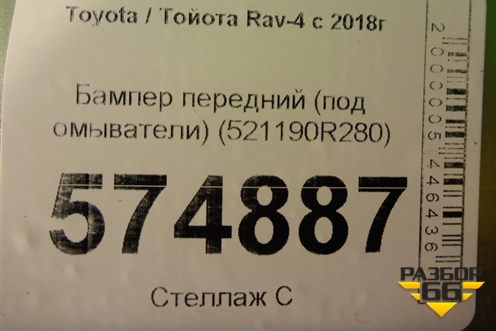 Toyota / Тойота Rav-4 с 2018г
Бампер передний (под
омыватели) (521190R280)
574887
Стеллаж С
2000005446436
РАЗБОР
66